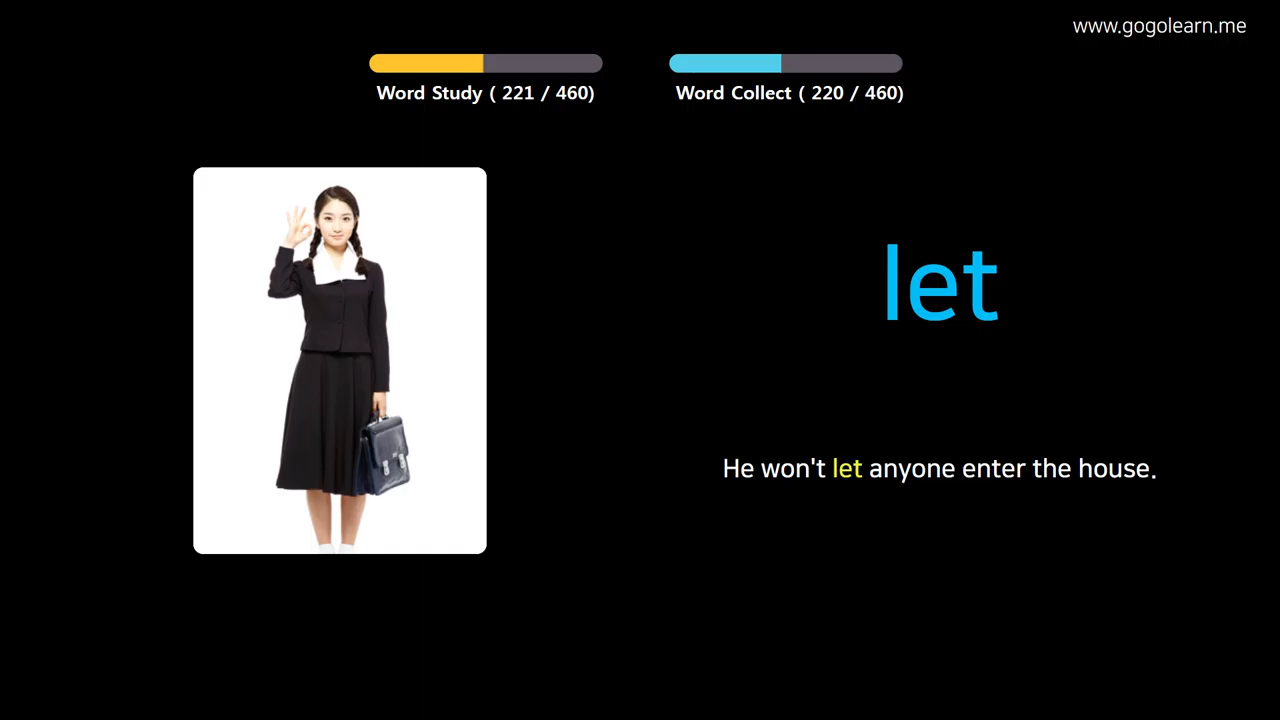 www.gogolearn.me
Word Study ( 221 / 460)
Word Collect ( 220 / 460)
let
He won't let anyone enter the house.